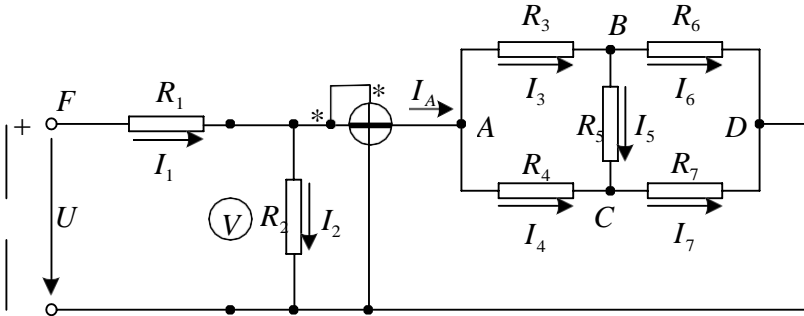 R3 B R6
I3 I6
F R1 * * IA
+ A R5 I5 D
I1 R4 R7
U V R2 I2 C
I4 I7